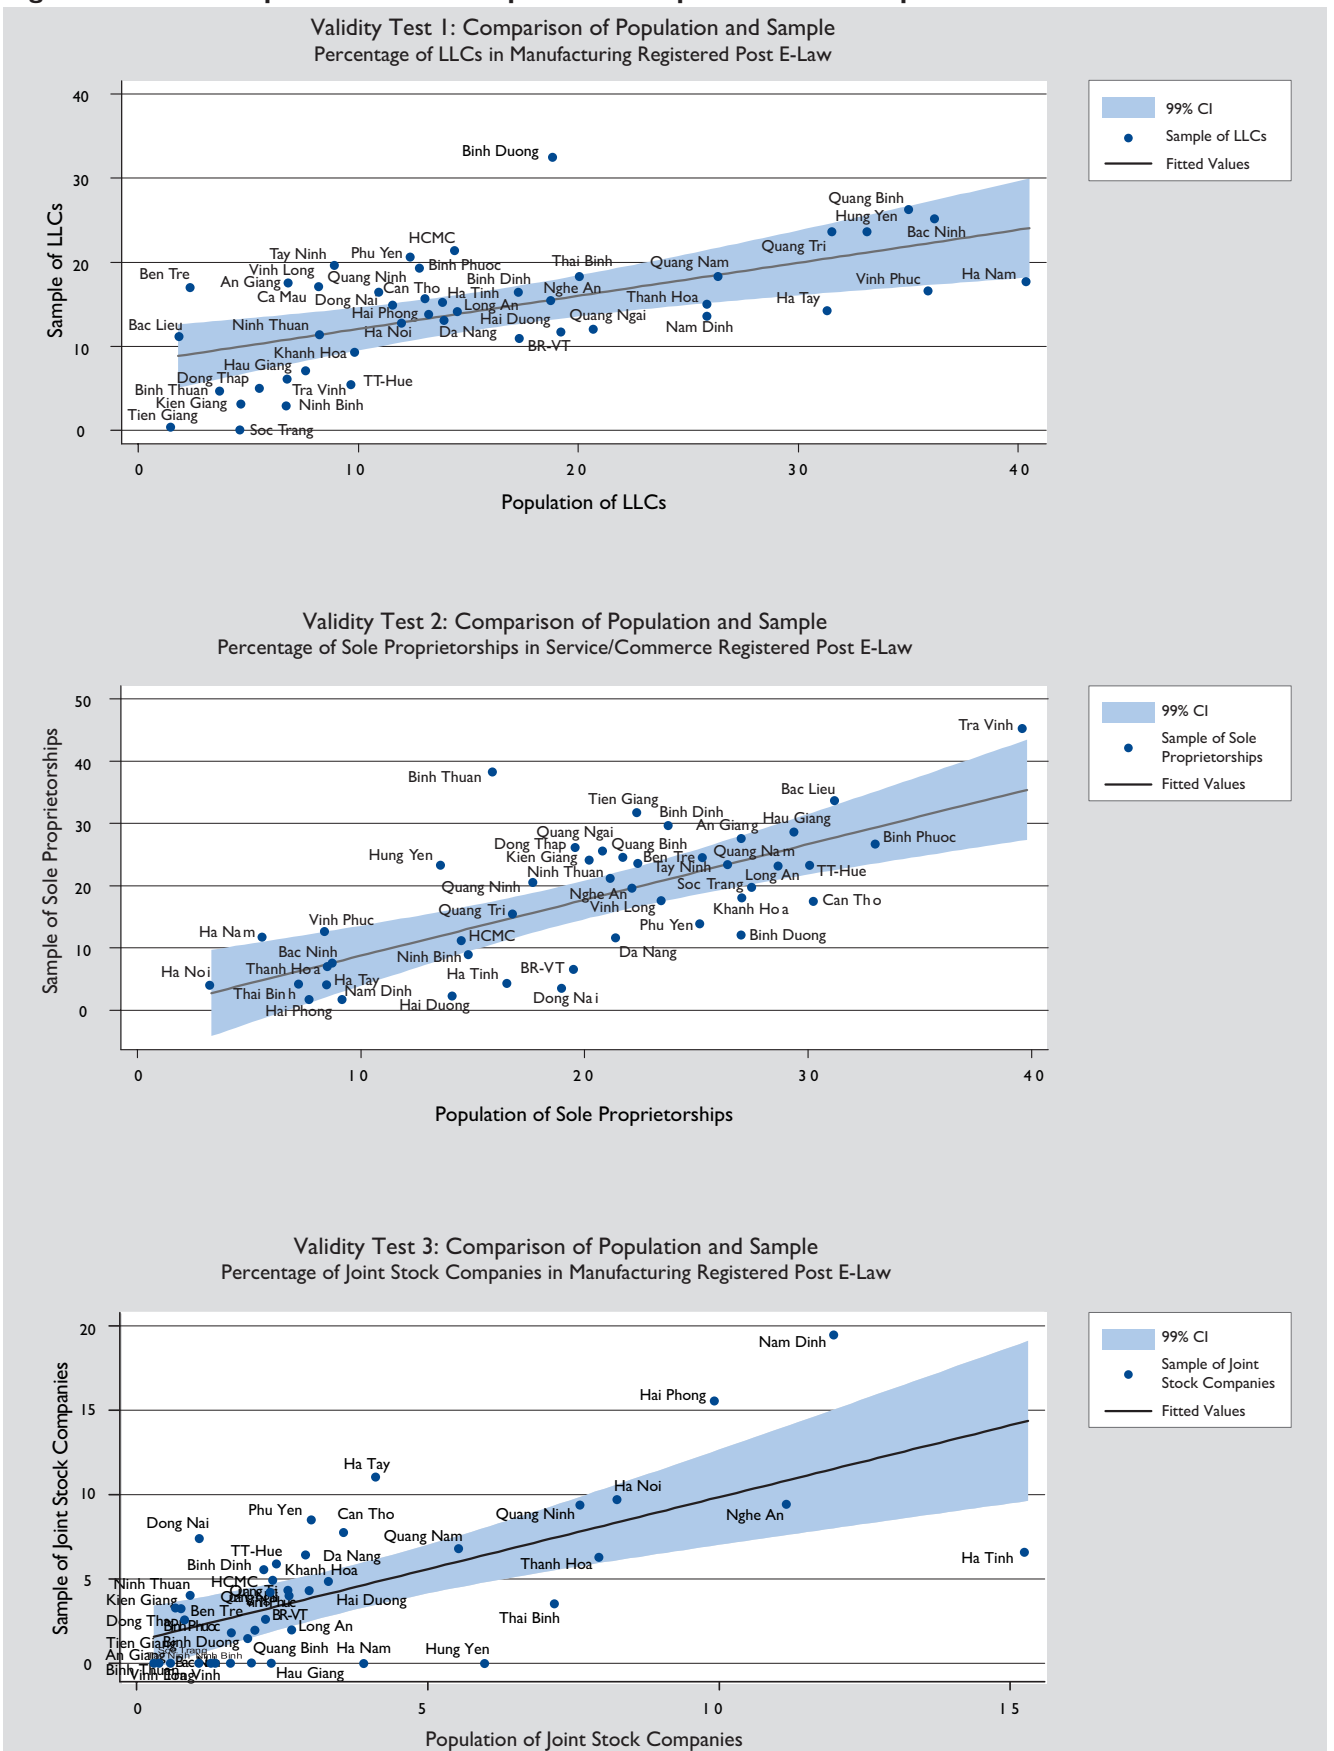 Validity Test 1: Comparison of Population and Sample
Percentage of LLCs in Manufacturing Registered Post E-Law
40
30
20
10
0
Sample of LLCs
Binh Duong
Quang Binh
Hung Yen
Bac Ninh
Quang Tri
HCMC
Tay Ninh
Phu Yen
Binh Phuoc
Thai Binh
Quang Nam
Ben Tre
An Giang
Vinh Long
Quang Ninh
Can Tho
Binh Dinh
Nghe An
Vinh Phuc
Ha Nam
Ca Mau
Dong Nai
Ha Tinh
Long An
Thanh Hoa
Ha Tay
Bac Lieu
Ninh Thuan
Hai Phong
Hai Duong
Quang Ngai
Nam Dinh
Ha Noi
Da Nang
BR-VT
Khanh Hoa
Hau Giang
Dong Thap
TT-Hue
Binh Thuan
Tra Vinh
Kien Giang
Ninh Binh
Tien Giang
Soc Trang
0
10
20
30
40
Population of LLCs
99% CI
Sample of LLCs
Fitted Values
Validity Test 2: Comparison of Population and Sample
Percentage of Sole Proprietorships in Service/Commerce Registered Post E-Law
50
40
30
20
10
0
Sample of Sole Proprietorships
Tra Vinh
Binh Thuan
Bac Lieu
Tien Giang
Binh Dinh
Hau Giang
An Giang
Quang Ngai
Binh Phuoc
Dong Thap
Quang Binh
Quang Nam
Hung Yen
Kien Giang
Ben Tre
Tay Ninh
Ninh Thuan
Long An
TT-Hue
Quang Ninh
Nghe An
Soc Trang
Can Tho
Quang Tri
Vinh Long
Khanh Hoa
Vinh Phuc
Phu Yen
Ha Nam
HCMC
Binh Duong
Bac Ninh
Ninh Binh
Da Nang
Ha Noi
Thanh Hoa
Ha Tay
Ha Tinh
BR-VT
Thai Binh
Nam Dinh
Hai Duong
Dong Nai
Hai Phong
0
10
20
30
40
Population of Sole Proprietorships
99% CI
Sample of Sole
Proprietorships
Fitted Values
Validity Test 3: Comparison of Population and Sample
Percentage of Joint Stock Companies in Manufacturing Registered Post E-Law
20
15
10
5
0
Sample of Joint Stock Companies
Nam Dinh
Hai Phong
Ha Tay
Ha Noi
Phu Yen
Can Tho
Quang Ninh
Nghe An
Dong Nai
Quang Nam
TT-Hue
Da Nang
Binh Dinh
Khanh Hoa
Thanh Hoa
Ha Tinh
Ninh Thuan
HCMC
Kien Giang
Hai Duong
Ben Tre
BR-VT
Thai Binh
Dong Thap
Long An
Tien Giang
Binh Duong
Quang Binh
Ha Nam
Hung Yen
An Giang
Soc Trang
Ninh Binh
Binh Thuan
Hau Giang
Vinh Long
Tra Vinh
0
5
10
15
Population of Joint Stock Companies
99% CI
Sample of Joint
Stock Companies
Fitted Values